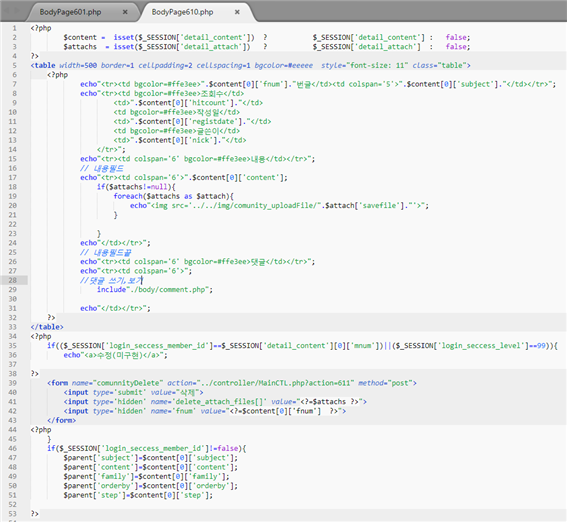 BodyPage601.php × BodyPage610.php ×
1 <?php
2 $content = isset($_SESSION['detail_content']) ? $_SESSION['detail_content'] : false;
3 $attachs = isset($_SESSION['detail_attach']) ? $_SESSION['detail_attach'] : false;
4 ?>
5 <table width=500 border=1 cellpadding=2 cellspacing=1 bgcolor=#eeeee style="font-size: 11" class="table">
6 <?php
7 echo"<tr><td bgcolor=#ffe3ee>".$content[0]['fnum']."번글</td><td colspan='5'>".$content[0]['subject']."</td></tr>";
8 echo"<tr><td bgcolor=#ffe3ee>조회수</td>
9 <td>".$content[0]['hitcount']."</td>
10 <td bgcolor=#ffe3ee>작성일</td>
11 <td>".$content[0]['registdate']."</td>
12 <td bgcolor=#ffe3ee>글쓴이</td>
13 <td>".$content[0]['nick']."</td>
14 </tr>";
15 echo"<tr><td colspan='6' bgcolor=#ffe3ee>내용</td></tr>";
16 // 내용필드
17 echo"<tr><td colspan='6'>".$content[0]['content'];
18 if($attachs!=null){
19 foreach($attachs as $attach){
20 echo"<img src='../../img/comunity_uploadFile/".$attach['savefile']."'>";
21 }
22
23 }
24 echo"</td></tr>";
25 // 내용필드끝
26 echo"<tr><td colspan='6' bgcolor=#ffe3ee>댓글</td></tr>";
27 echo"<tr><td colspan='6'>";
28 //댓글 쓰기,보기
29 include"./body/comment.php";
30
31 echo"</td></tr>";
32 ?>
33 </table>
34 <?php
35 if(($_SESSION['login_seccess_member_id']==$_SESSION['detail_content'][0]['mnum'])||($_SESSION['login_seccess_level']==99)){
36 echo"<a>수정(미구현)</a>";
37
38 ?>
39 <form name="comunnityDelete" action="../controller/MainCTL.php?action=611" method="post">
40 <input type='submit' value="삭제">
41 <input type='hidden' name='delete_attach_files[]' value="<?=$attachs ?>">
42 <input type='hidden' name='fnum' value="<?=$content[0]['fnum'] ?>">
43 </form>
44 <?php
45 }
46 if($_SESSION['login_seccess_member_id']!=false){
47 $parent['subject']=$content[0]['subject'];
48 $parent['content']=$content[0]['content'];
49 $parent['family']=$content[0]['family'];
50 $parent['orderby']=$content[0]['orderby'];
51 $parent['step']=$content[0]['step'];
52
53 ?>